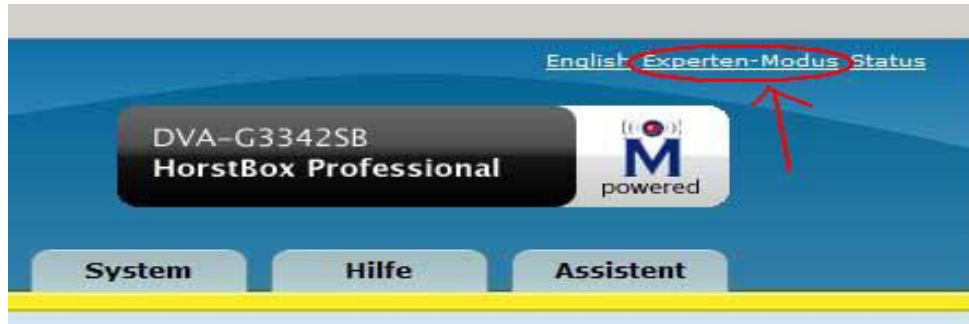 English Experten-Modus Status
DVA-G3342SB
HorstBox Professional
M
powered
System Hilfe Assistent